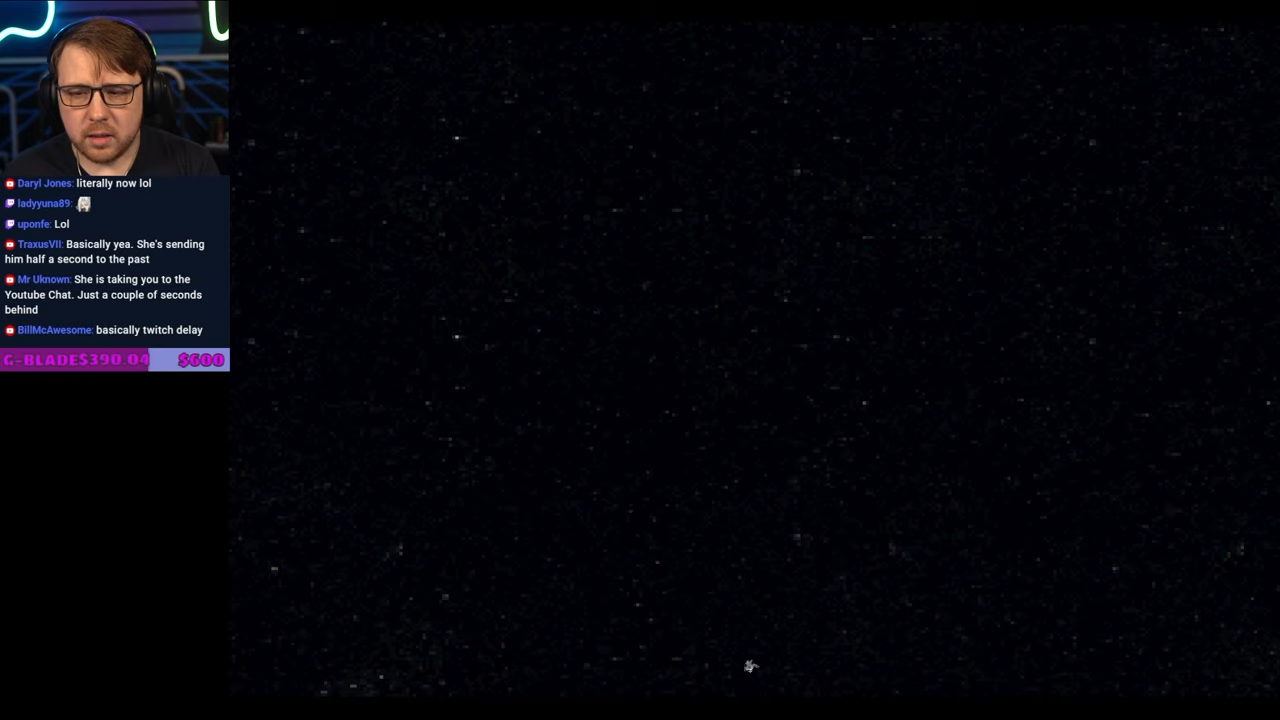 Daryl Jones: literally now lol
ladyyuna89:
uponfe: Lol
TraxusVII: Basically yea. She's sending
him half a second to the past
Mr Uknown: She is taking you to the
Youtube Chat. Just a couple of seconds
behind
BillMcAwesome: basically twitch delay
G-BLADE$390.04 $600